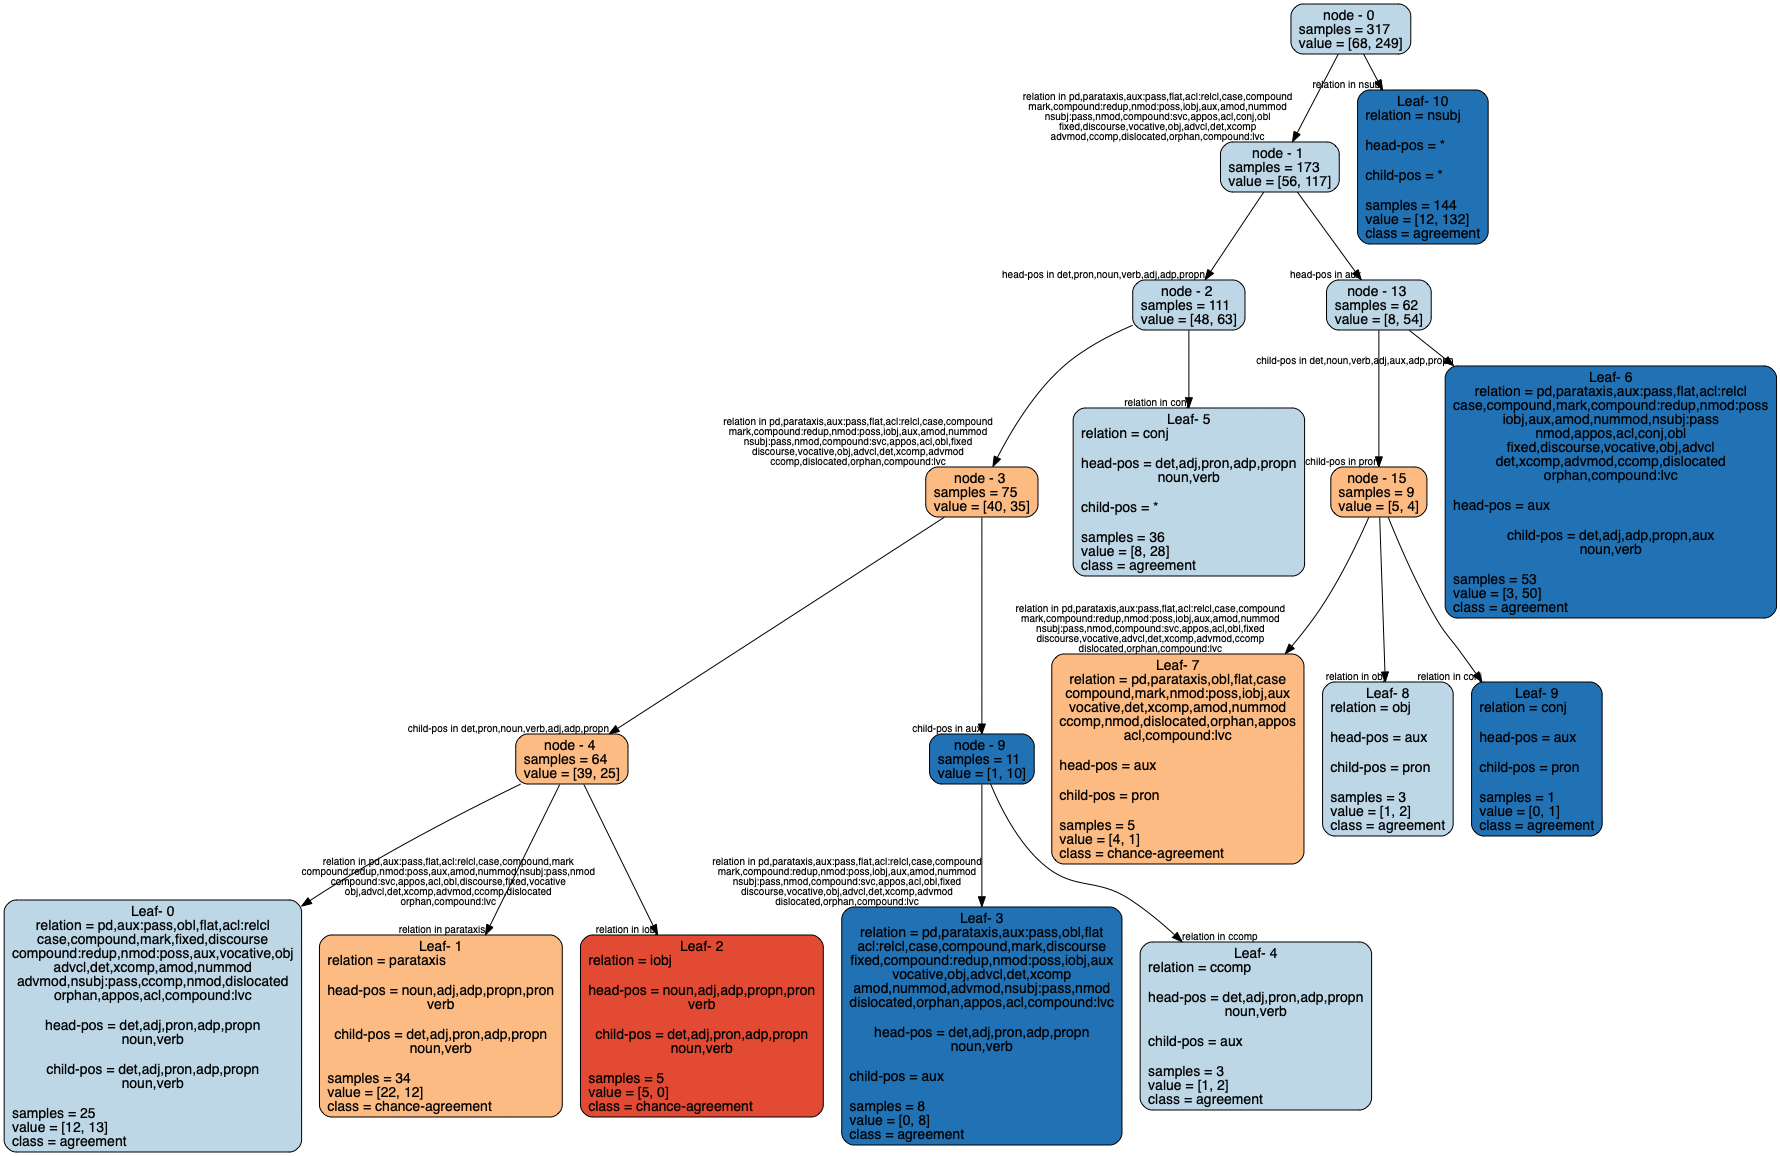 node - 0
samples = 317
value = [68, 249]
relation in nsubj
relation in pd,parataxis,aux:pass,flat,acl:relcl,case,compound
mark,compound:redup,nmod:poss,iobj,aux,amod,nummod
nsubj:pass,nmod,compound:svc,appos,acl,conj,obl
fixed,discourse,vocative,obj,advcl,det,xcomp
advmod,ccomp,dislocated,orphan,compound:lvc
Leaf- 10
relation = nsubj
head-pos = *
child-pos = *
samples = 144
value = [12, 132]
class = agreement
node - 1
samples = 173
value = [56, 117]
head-pos in det,pron,noun,verb,adj,adp,propn
head-pos in aux
node - 2
samples = 111
value = [48, 63]
node - 13
samples = 62
value = [8, 54]
child-pos in det,noun,verb,adj,aux,adp,propn
Leaf- 6
relation = pd,parataxis,aux:pass,flat,acl:relcl
case,compound,mark,compound:redup,nmod:poss
iobj,aux,amod,nummod,nsubj:pass
nmod,appos,acl,conj,obl
fixed,discourse,vocative,obj,advcl
det,xcomp,advmod,ccomp,dislocated
orphan,compound:lvc
head-pos = aux
child-pos = det,adj,adp,propn,aux
noun,verb
samples = 53
value = [3, 50]
class = agreement
relation in conj
Leaf- 5
relation = conj
head-pos = det,adj,pron,adp,propn
noun,verb
child-pos = *
samples = 36
value = [8, 28]
class = agreement
relation in pd,parataxis,aux:pass,flat,acl:relcl,case,compound
mark,compound:redup,nmod:poss,iobj,aux,amod,nummod
nsubj:pass,nmod,compound:svc,appos,acl,obl,fixed
discourse,vocative,obj,advcl,det,xcomp,advmod
ccomp,dislocated,orphan,compound:lvc
node - 3
samples = 75
value = [40, 35]
child-pos in pron
node - 15
samples = 9
value = [5, 4]
relation in pd,parataxis,aux:pass,flat,acl:relcl,case,compound
mark,compound:redup,nmod:poss,iobj,aux,amod,nummod
nsubj:pass,nmod,compound:svc,appos,acl,obl,fixed
discourse,vocative,advcl,det,xcomp,advmod,ccomp
dislocated,orphan,compound:lvc
Leaf- 7
relation = pd,parataxis,obl,flat,case
compound,mark,nmod:poss,iobj,aux
vocative,det,xcomp,amod,nummod
ccomp,nmod,dislocated,orphan,appos
acl,compound:lvc
head-pos = aux
child-pos = pron
samples = 5
value = [4, 1]
class = chance-agreement
relation in obj
Leaf- 8
relation = obj
head-pos = aux
child-pos = pron
samples = 3
value = [1, 2]
class = agreement
relation in conj
Leaf- 9
relation = conj
head-pos = aux
child-pos = pron
samples = 1
value = [0, 1]
class = agreement
child-pos in det,pron,noun,verb,adj,adp,propn
node - 4
samples = 64
value = [39, 25]
child-pos in aux
node - 9
samples = 11
value = [1, 10]
relation in pd,aux:pass,flat,acl:relcl,case,compound,mark
compound:redup,nmod:poss,aux,amod,nummod,nsubj:pass,nmod
compound:svc,appos,acl,obl,discourse,fixed,vocative
obj,advcl,det,xcomp,advmod,ccomp,dislocated
orphan,compound:lvc
Leaf- 0
relation = pd,aux:pass,obl,flat,acl:relcl
case,compound,mark,fixed,discourse
compound:redup,nmod:poss,aux,vocative,obj
advcl,det,xcomp,amod,nummod
advmod,nsubj:pass,ccomp,nmod,dislocated
orphan,appos,acl,compound:lvc
head-pos = det,adj,pron,adp,propn
noun,verb
child-pos = det,adj,pron,adp,propn
noun,verb
samples = 25
value = [12, 13]
class = agreement
relation in parataxis
Leaf- 1
relation = parataxis
head-pos = noun,adj,adp,propn,pron
verb
child-pos = det,adj,pron,adp,propn
noun,verb
samples = 34
value = [22, 12]
class = chance-agreement
relation in iobj
Leaf- 2
relation = iobj
head-pos = noun,adj,adp,propn,pron
verb
child-pos = det,adj,pron,adp,propn
noun,verb
samples = 5
value = [5, 0]
class = chance-agreement
relation in pd,parataxis,aux:pass,flat,acl:relcl,case,compound
mark,compound:redup,nmod:poss,iobj,aux,amod,nummod
nsubj:pass,nmod,compound:svc,appos,acl,obl,fixed
discourse,vocative,obj,advcl,det,xcomp,advmod
dislocated,orphan,compound:lvc
Leaf- 3
relation = pd,parataxis,aux:pass,obl,flat
acl:relcl,case,compound,mark,discourse
fixed,compound:redup,nmod:poss,iobj,aux
vocative,obj,advcl,det,xcomp
amod,nummod,advmod,nsubj:pass,nmod
dislocated,orphan,appos,acl,compound:lvc
head-pos = det,adj,pron,adp,propn
noun,verb
child-pos = aux
samples = 8
value = [0, 8]
class = agreement
relation in ccomp
Leaf- 4
relation = ccomp
head-pos = det,adj,pron,adp,propn
noun,verb
child-pos = aux
samples = 3
value = [1, 2]
class = agreement